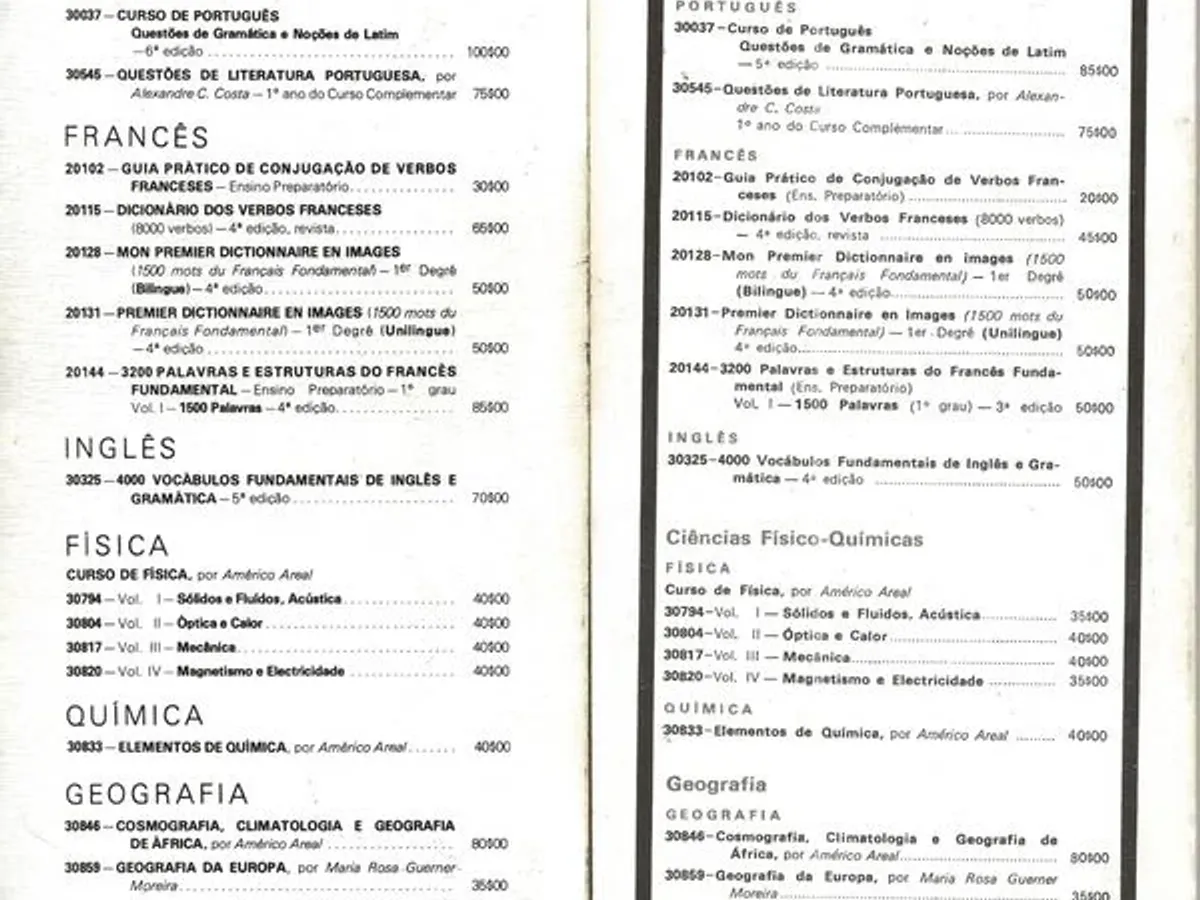 30037 – CURSO DE PORTUGUÊS
Questões de Gramática e Noções de Latim
– 6ª edição ........ 100$00
30545 – QUESTÕES DE LITERATURA PORTUGUESA, por
Alexandre C. Costa – 1º ano do Curso Complementar 75$00
FRANCÊS
20102 – GUIA PRÀTICO DE CONJUGAÇÃO DE VERBOS
FRANCESES – Ensino Preparatório ........ 30$00
20115 – DICIONÀRIO DOS VERBOS FRANCESES
(8000 verbos) – 4ª edição, revista ........ 65$00
20128 – MON PREMIER DICTIONNAIRE EN IMAGES
(1500 mots du Français Fondamental) – 1er Degrê
(Bilingue) – 4ª edição ........ 50$00
20131 – PREMIER DICTIONNAIRE EN IMAGES (1500 mots du
Français Fondamental) – 1er Degrê (Unilingue)
– 4ª edição ........ 50$00
20144 – 3200 PALAVRAS E ESTRUTURAS DO FRANCÊS
FUNDAMENTAL – Ensino Preparatório – 1º grau
Vol. I – 1500 Palavras – 4ª edição ........ 85$00
INGLÊS
30325 – 4000 VOCÀBULOS FUNDAMENTAIS DE INGLÊS E
GRAMÀTICA – 5ª edição ........ 70$00
FÌSICA
CURSO DE FÌSICA, por Américo Areal
30794 – Vol. I – Sólidos e Fluídos, Acústica ........ 40$00
30804 – Vol. II – Òptica e Calor ........ 40$00
30817 – Vol. III – Mecânica ........ 40$00
30820 – Vol. IV – Magnetismo e Electricidade ........ 40$00
QUÍMICA
30833 – ELEMENTOS DE QUÌMICA, por Américo Areal ........ 40$00
GEOGRAFIA
30846 – COSMOGRAFIA, CLIMATOLOGIA E GEOGRAFIA
DE ÀFRICA, por Américo Areal ........ 80$00
30859 – GEOGRAFIA DA EUROPA, por Maria Rosa Guerner
Moreira ........ 35$00
PORTUGUÊS
30037-Curso de Português
Questões de Gramática e Noções de Latim
— 5ª edição ........ 85$00
30545-Questões de Literatura Portuguesa, por Alexan-
dre C. Costa
1º ano do Curso Complementar ........ 75$00
FRANCÊS
20102-Guia Prático de Conjugação de Verbos Fran-
ceses (Ens. Preparatório) ........ 20$00
20115-Dicionário dos Verbos Franceses (8000 verbos)
— 4ª edição, revista ........ 45$00
20128-Mon Premier Dictionnaire en images (1500
mots du Français Fondamental) — 1er Degré
(Bilingue) — 4ª edição ........ 50$00
20131-Premier Dictionnaire en Images (1500 mots du
Français Fondamental) — 1er Degré (Unilingue)
4ª edição ........ 50$00
20144-3200 Palavras e Estruturas do Francês Funda-
mental (Ens. Preparatório)
Vol. I — 1500 Palavras (1º grau) — 3ª edição 50$00
INGLÊS
30325-4000 Vocábulos Fundamentais de Inglês e Gra-
mática — 4ª edição ........ 50$00
Ciências Físico-Químicas
FÍSICA
Curso de Física, por Américo Areal
30794-Vol. I — Sólidos e Fluidos, Acústica ........ 35$00
30804-Vol. II — Óptica e Calor ........ 40$00
30817-Vol. III — Mecânica ........ 40$00
30820-Vol. IV — Magnetismo e Electricidade ........ 35$00
QUÍMICA
30833-Elementos de Química, por Américo Areal ........ 40$00
Geografia
GEOGRAFIA
30846-Cosmografia, Climatologia e Geografia de
África, por Américo Areal ........ 80$00
30859-Geografia da Europa, por Maria Rosa Guerner
Moreira ........ 35$00